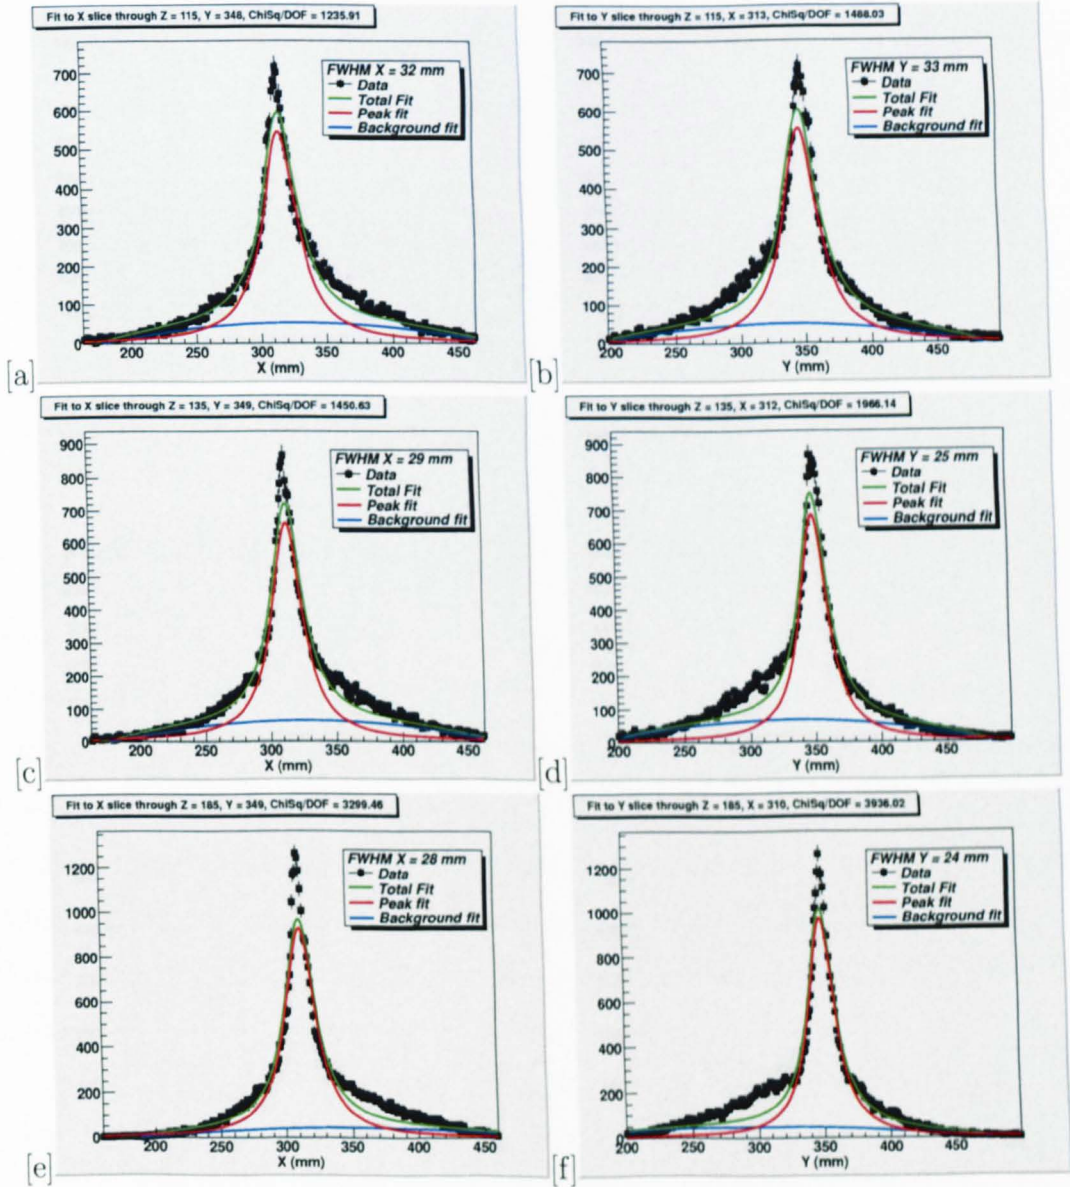 Fit to X slice through Z = 115, Y = 348, ChiSq/DOF = 1235.91
FWHM X = 32 mm
Data
Total Fit
Peak fit
Background fit
700
600
500
400
300
200
100
0
200 250 300 350 400 450
X (mm)
[a]
Fit to Y slice through Z = 115, X = 313, ChiSq/DOF = 1468.03
FWHM Y = 33 mm
Data
Total Fit
Peak fit
Background fit
700
600
500
400
300
200
100
0
200 250 300 350 400 450
Y (mm)
[b]
Fit to X slice through Z = 135, Y = 349, ChiSq/DOF = 1450.63
FWHM X = 29 mm
Data
Total Fit
Peak fit
Background fit
900
800
700
600
500
400
300
200
100
0
200 250 300 350 400 450
X (mm)
[c]
Fit to Y slice through Z = 135, X = 312, ChiSq/DOF = 1966.14
FWHM Y = 25 mm
Data
Total Fit
Peak fit
Background fit
900
800
700
600
500
400
300
200
100
0
200 250 300 350 400 450
Y (mm)
[d]
Fit to X slice through Z = 185, Y = 349, ChiSq/DOF = 3299.46
FWHM X = 28 mm
Data
Total Fit
Peak fit
Background fit
1200
1000
800
600
400
200
0
200 250 300 350 400 450
X (mm)
[e]
Fit to Y slice through Z = 185, X = 310, ChiSq/DOF = 3936.02
FWHM Y = 24 mm
Data
Total Fit
Peak fit
Background fit
1200
1000
800
600
400
200
0
200 250 300 350 400 450
Y (mm)
[f]